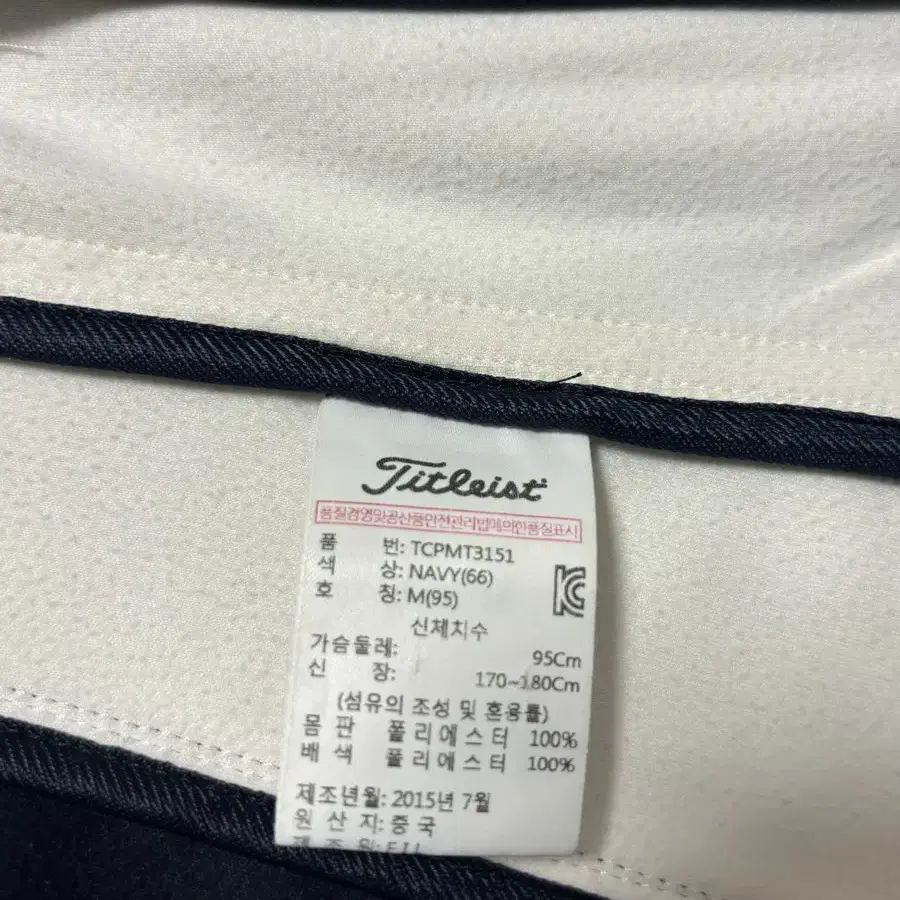 Titleist
품질경영및공산품안전관리법에의한품질표시
품 번: TCPMT3151
색 상: NAVY(66)
호 칭: M(95)
신체치수
가슴둘레: 95Cm
신 장: 170~180Cm
(섬유의 조성 및 혼용률)
몸 판 폴리에스터 100%
배 색 폴리에스터 100%
제조년월: 2015년 7월
원 산 지: 중 국